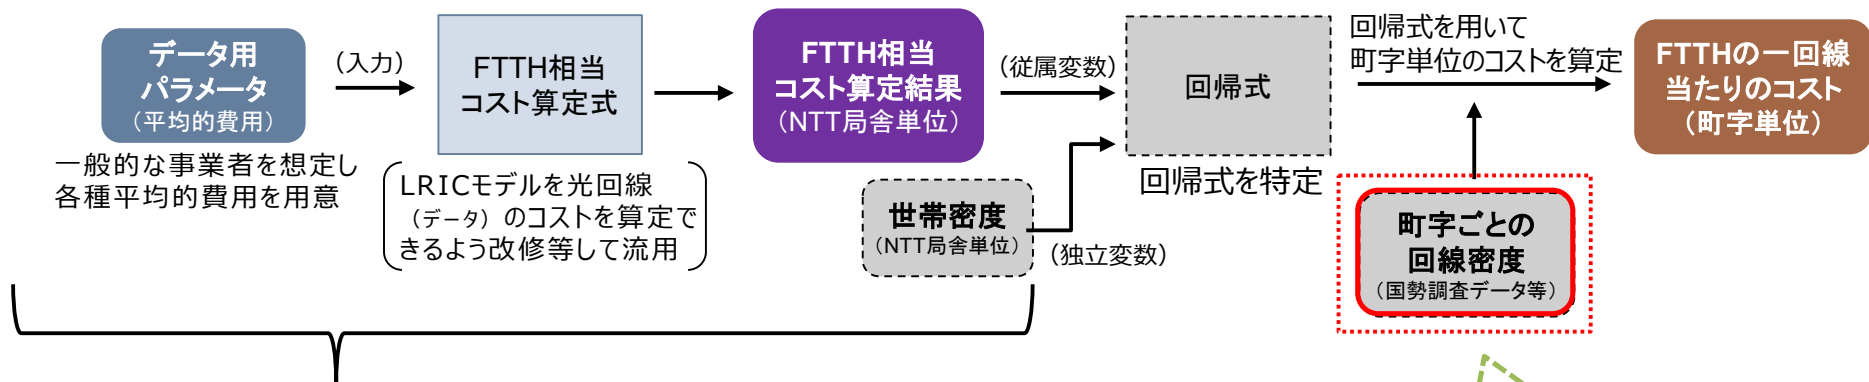 データ用
パラメータ
（平均的費用）
一般的な事業者を想定し
各種平均的費用を用意
（入力）
FTTH相当
コスト算定式
LRICモデルを光回線
（データ）のコストを算定で
きるよう改修等して流用
FTTH相当
コスト算定結果
（NTT局舎単位）
世帯密度
（NTT局舎単位）
（従属変数）
（独立変数）
回帰式
回帰式を特定
回帰式を用いて
町字単位のコストを算定
町字ごとの
回線密度
（国勢調査データ等）
FTTHの一回線
当たりのコスト
（町字単位）